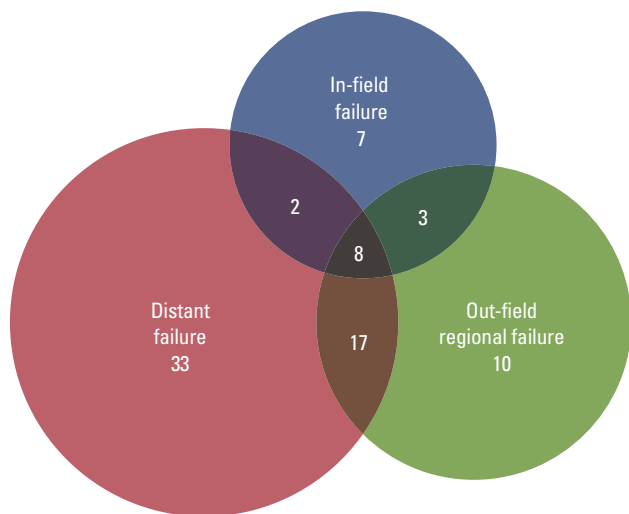 In-field
failure
7
2
3
8
Distant
failure
33
17
Out-field
regional failure
10